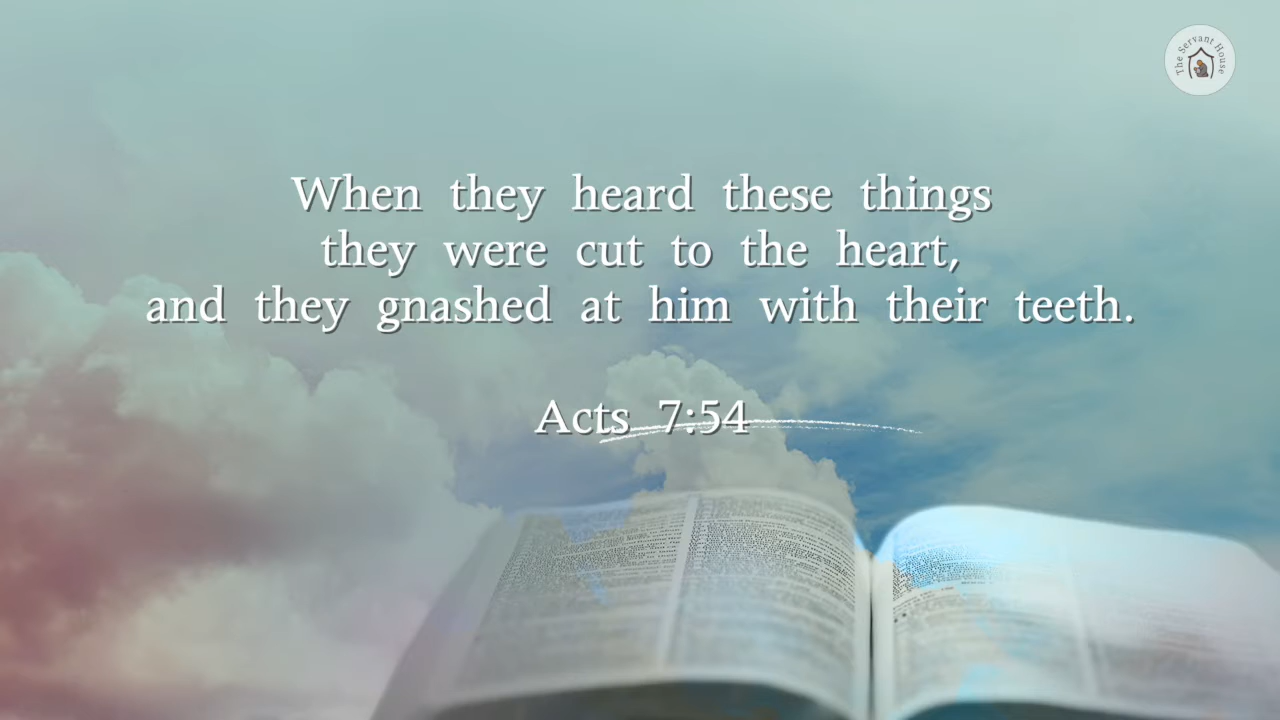 The Servant House
When they heard these things
they were cut to the heart,
and they gnashed at him with their teeth.
Acts 7:54